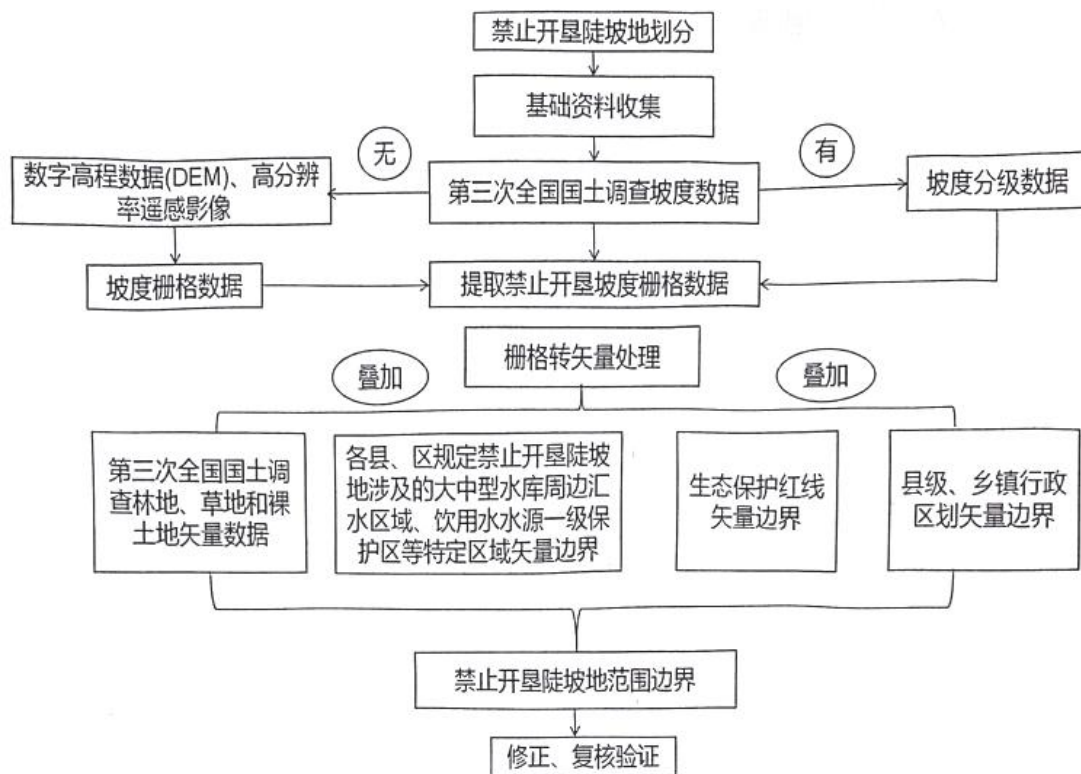 禁止开垦陡坡地划分
基础资料收集
无
有
数字高程数据(DEM)、高分辨
率遥感影像
第三次全国国土调查坡度数据
坡度分级数据
坡度栅格数据
提取禁止开垦坡度栅格数据
栅格转矢量处理
叠加
叠加
第三次全国国土调
查林地、草地和裸
土地矢量数据
各县、区规定禁止开垦陡坡
地涉及的大中型水库周边汇
水区域、饮用水水源一级保
护区等特定区域矢量边界
生态保护红线
矢量边界
县级、乡镇行政
区划矢量边界
禁止开垦陡坡地范围边界
修正、复核验证